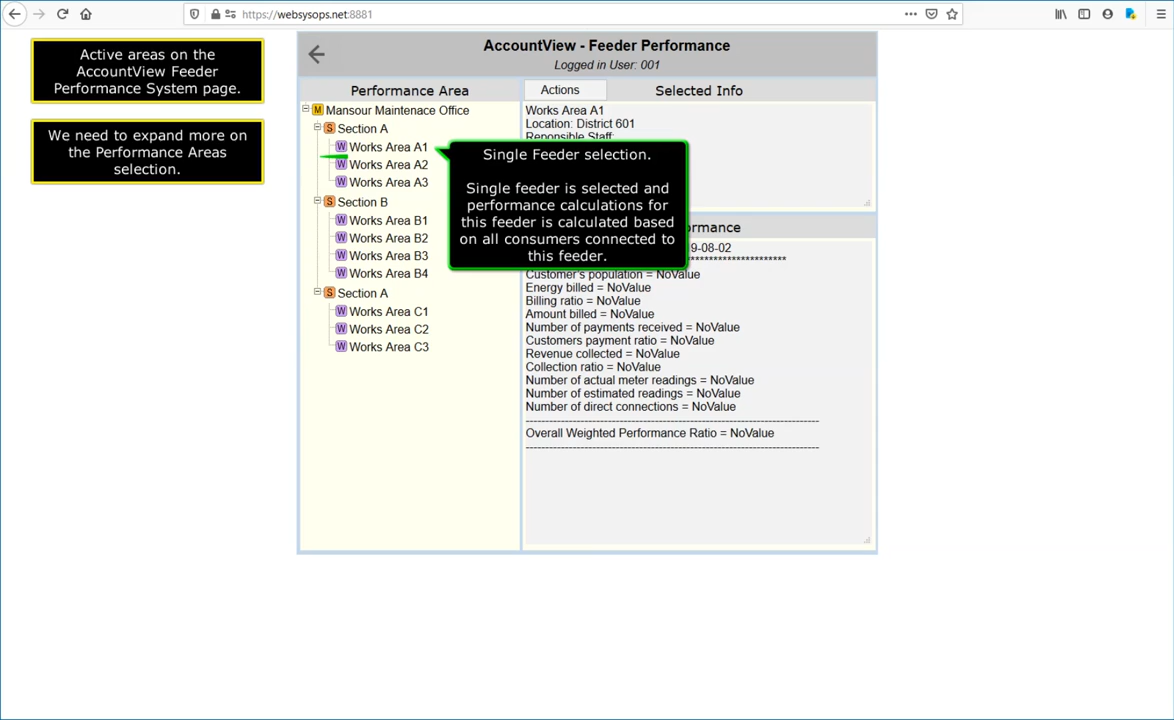 https://websysops.net:8881
Active areas on the
AccountView Feeder
Performance System page.
We need to expand more on
the Performance Areas
selection.
AccountView - Feeder Performance
Logged in User: 001
Performance Area
M Mansour Maintenace Office
S Section A
W Works Area A1
W Works Area A2
W Works Area A3
S Section B
W Works Area B1
W Works Area B2
W Works Area B3
W Works Area B4
S Section A
W Works Area C1
W Works Area C2
W Works Area C3
Actions
Selected Info
Works Area A1
Location: District 601
Reponsible Staff:
Single Feeder selection.
Single feeder is selected and
performance calculations for
this feeder is calculated based
on all consumers connected to
this feeder.
9-08-02
************************
Customer's population = NoValue
Energy billed = NoValue
Billing ratio = NoValue
Amount billed = NoValue
Number of payments received = NoValue
Customers payment ratio = NoValue
Revenue collected = NoValue
Collection ratio = NoValue
Number of actual meter readings = NoValue
Number of estimated readings = NoValue
Number of direct connections = NoValue
--------------------------------------------------------------------------
Overall Weighted Performance Ratio = NoValue
--------------------------------------------------------------------------